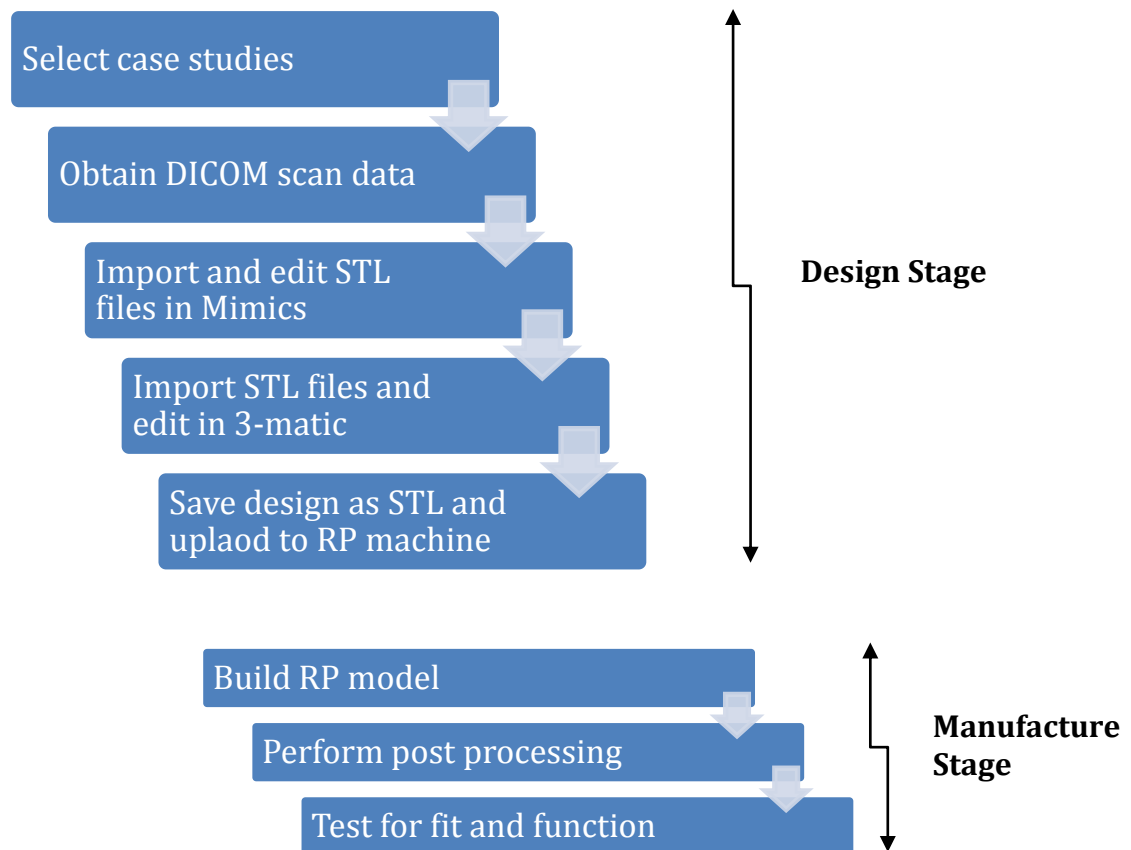 Select case studies
Obtain DICOM scan data
Import and edit STL
files in Mimics
Import STL files and
edit in 3-matic
Save design as STL and
uplaod to RP machine
Design Stage
Build RP model
Perform post processing
Test for fit and function
Manufacture
Stage